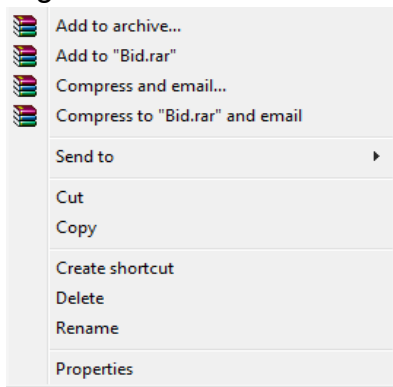 Add to archive...
Add to "Bid.rar"
Compress and email...
Compress to "Bid.rar" and email
Send to
Cut
Copy
Create shortcut
Delete
Rename
Properties